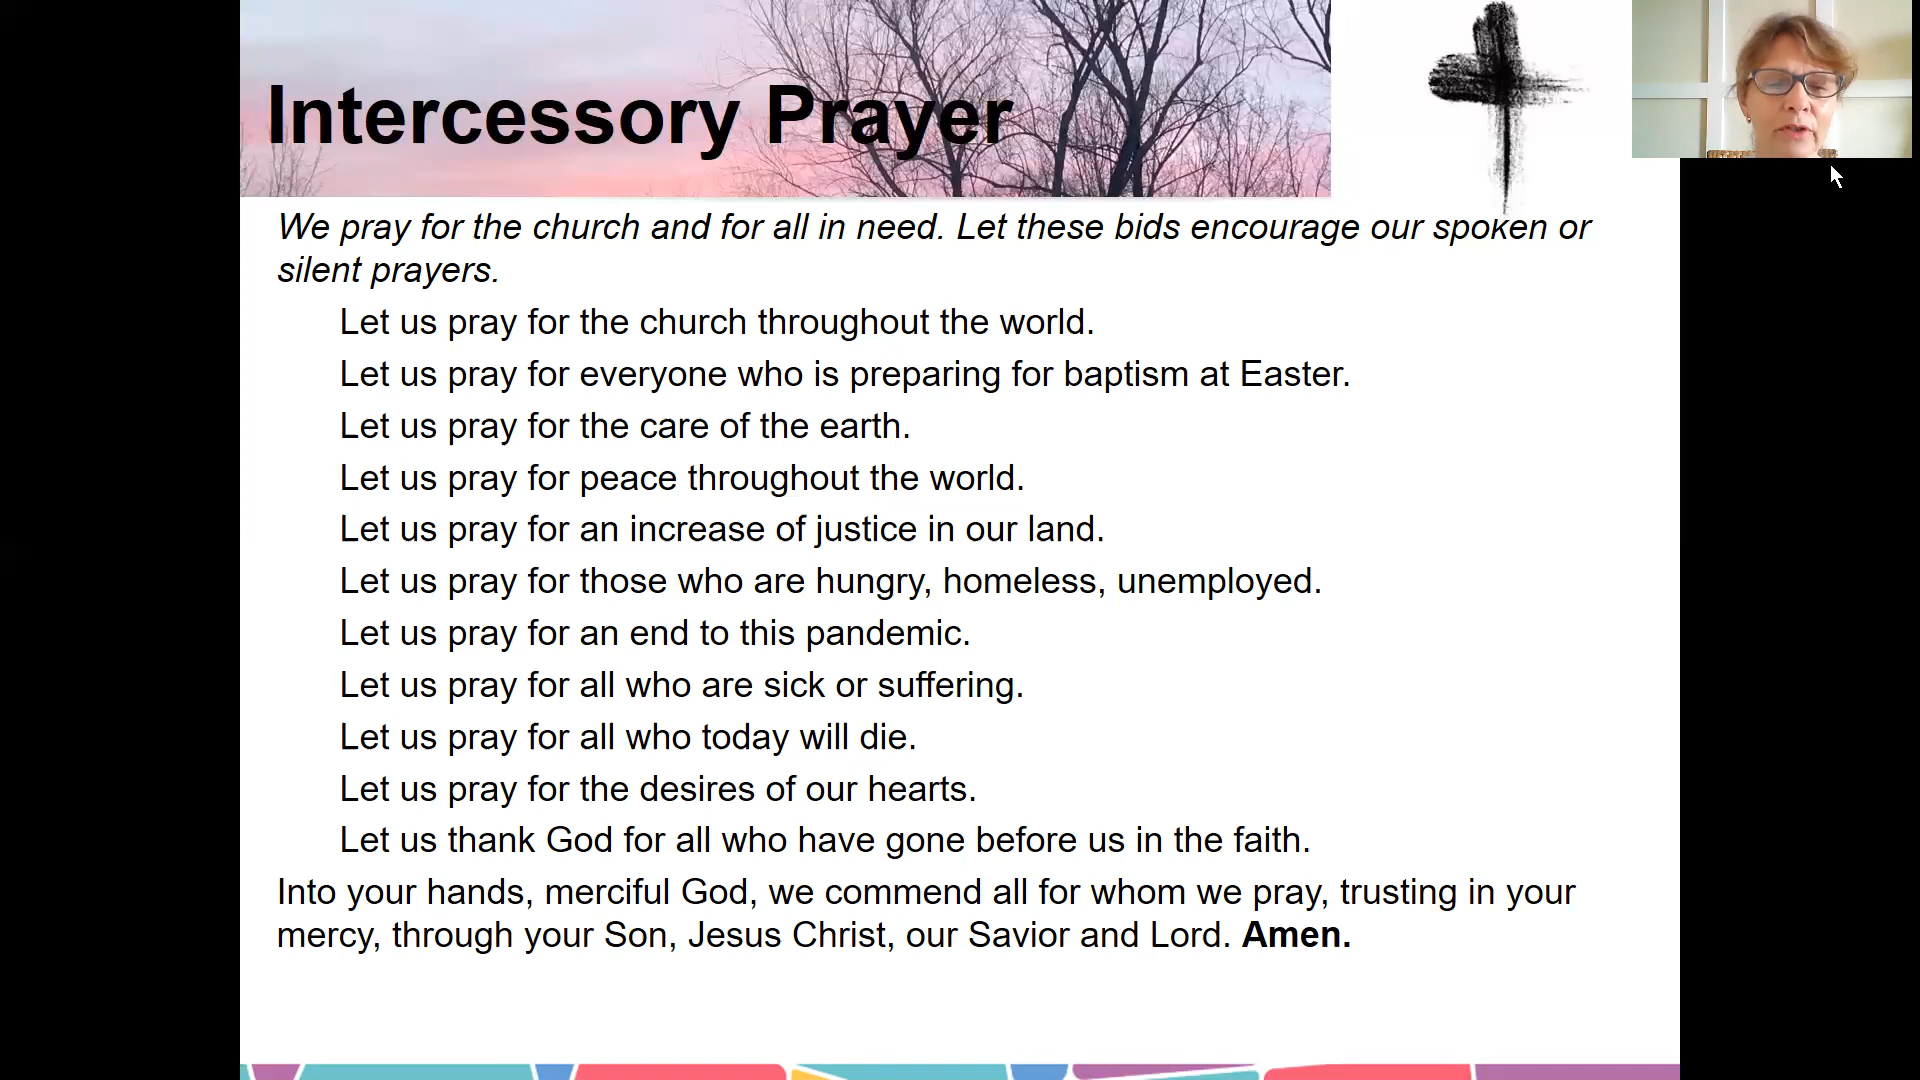 Intercessory Prayer
We pray for the church and for all in need. Let these bids encourage our spoken or
silent prayers.
Let us pray for the church throughout the world.
Let us pray for everyone who is preparing for baptism at Easter.
Let us pray for the care of the earth.
Let us pray for peace throughout the world.
Let us pray for an increase of justice in our land.
Let us pray for those who are hungry, homeless, unemployed.
Let us pray for an end to this pandemic.
Let us pray for all who are sick or suffering.
Let us pray for all who today will die.
Let us pray for the desires of our hearts.
Let us thank God for all who have gone before us in the faith.
Into your hands, merciful God, we commend all for whom we pray, trusting in your
mercy, through your Son, Jesus Christ, our Savior and Lord. Amen.